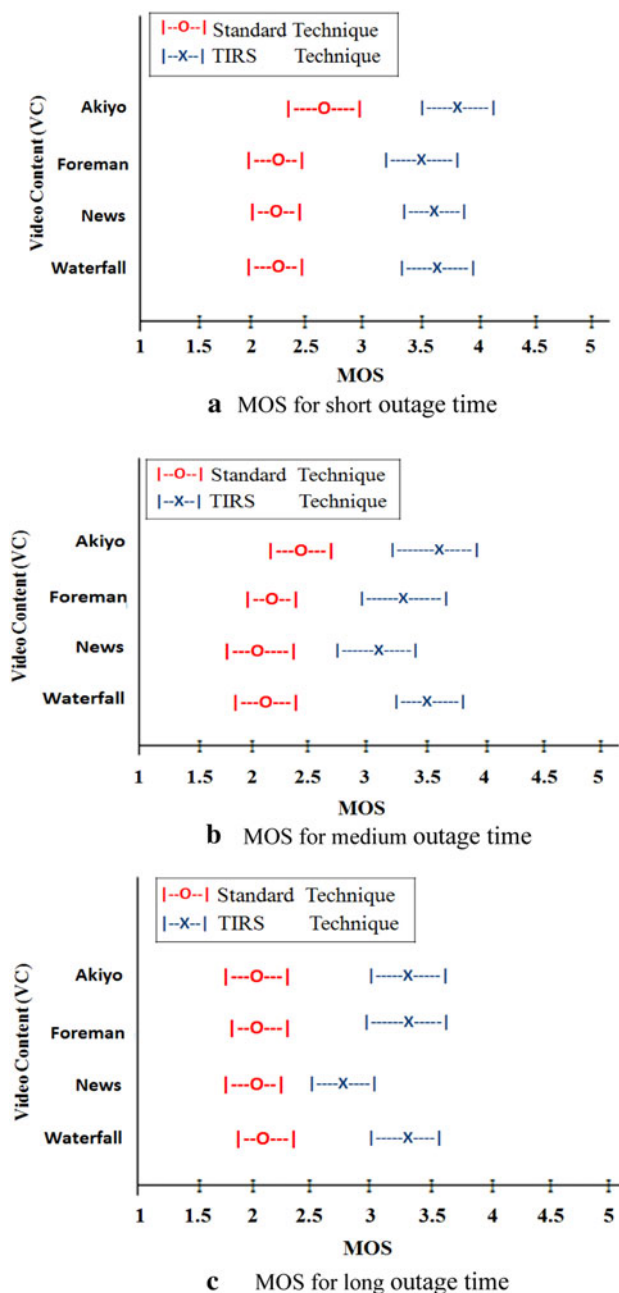 |--O--| Standard Technique
|--X--| TIRS Technique
Video Content (VC)
Akiyo
|----O----| |-----X-----|
Foreman
|---O--| |-----X-----|
News
|---O--| |----X----|
Waterfall
|---O--| |-----X-----|
1 1.5 2 2.5 3 3.5 4 4.5 5
MOS
a MOS for short outage time
|--O--| Standard Technique
|--X--| TIRS Technique
Video Content (VC)
Akiyo
|----O---| |--------X-----|
Foreman
|---O--| |------X------|
News
|----O----| |------X-----|
Waterfall
|----O---| |-----X-----|
1 1.5 2 2.5 3 3.5 4 4.5 5
MOS
b MOS for medium outage time
|--O--| Standard Technique
|--X--| TIRS Technique
Video Content (VC)
Akiyo
|---O---| |-----X-----|
Foreman
|--O---| |------X-----|
News
|---O--| |----X----|
Waterfall
|--O---| |-----X----|
1 1.5 2 2.5 3 3.5 4 4.5 5
MOS
c MOS for long outage time